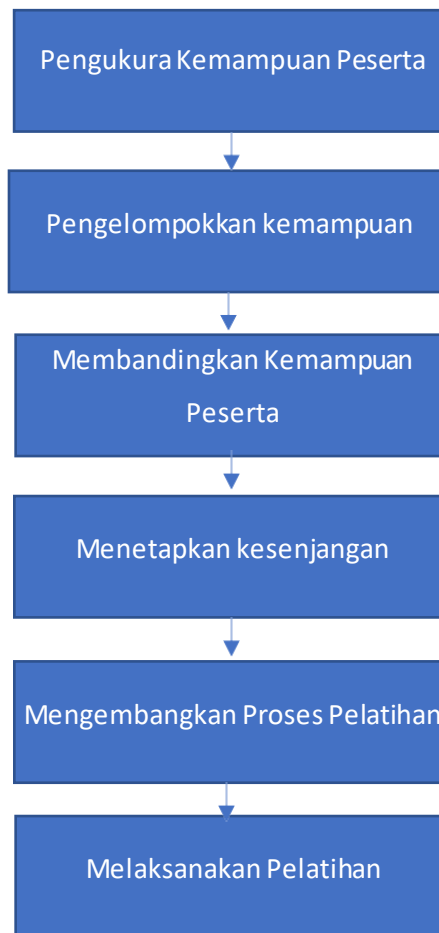 Pengukura Kemampuan Peserta
Pengelompokkan kemampuan
Membandingkan Kemampuan
Peserta
Menetapkan kesenjangan
Mengembangkan Proses Pelatihan
Melaksanakan Pelatihan